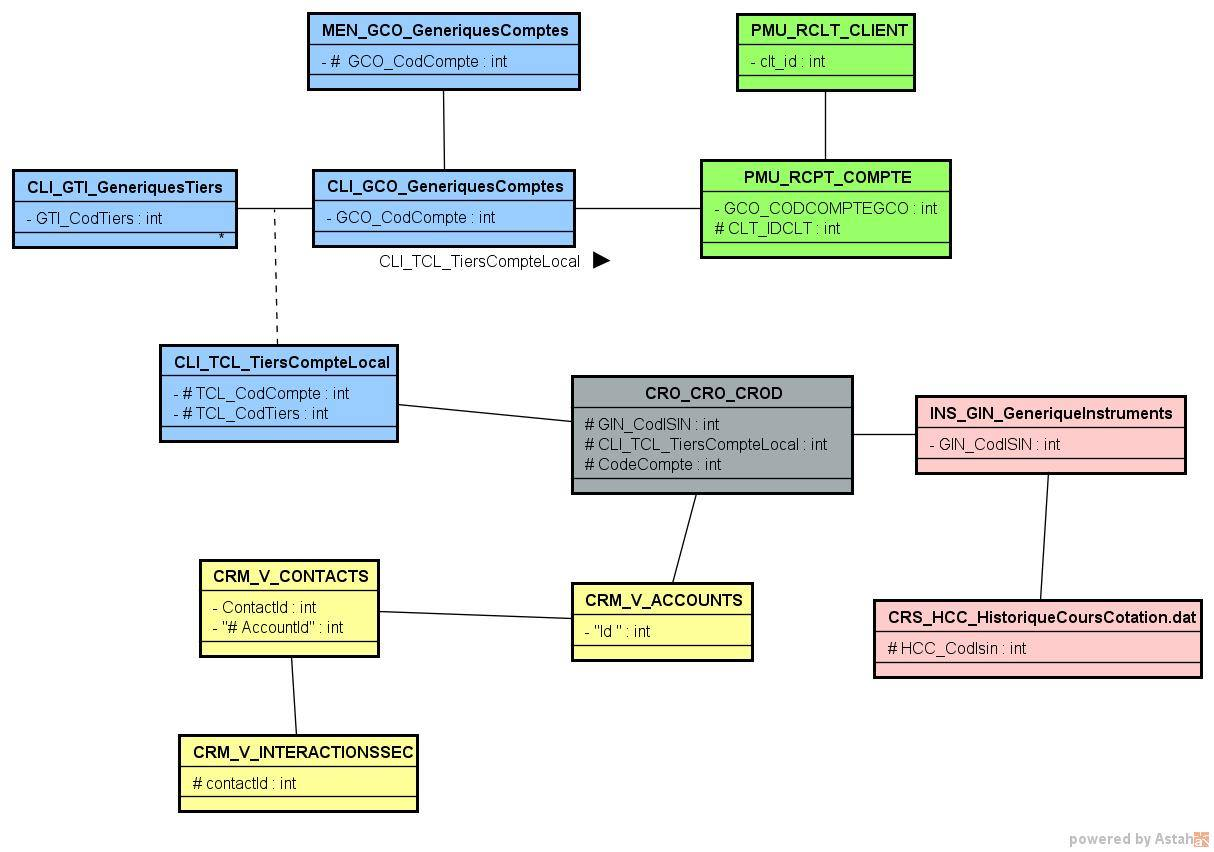 MEN_GCO_GeneriquesComptes
- # GCO_CodCompte : int
PMU_RCLT_CLIENT
- clt_id : int
CLI_GTI_GeneriquesTiers
- GTI_CodTiers : int
*
CLI_GCO_GeneriquesComptes
- GCO_CodCompte : int
PMU_RCPT_COMPTE
- GCO_CODCOMPTEGCO : int
# CLT_IDCLT : int
CLI_TCL_TiersCompteLocal ▶
CLI_TCL_TiersCompteLocal
- # TCL_CodCompte : int
- # TCL_CodTiers : int
CRO_CRO_CROD
# GIN_CodISIN : int
# CLI_TCL_TiersCompteLocal : int
# CodeCompte : int
INS_GIN_GeneriqueInstruments
- GIN_CodISIN : int
CRM_V_CONTACTS
- ContactId : int
- "# AccountId" : int
CRM_V_ACCOUNTS
- "Id " : int
CRS_HCC_HistoriqueCoursCotation.dat
# HCC_CodIsin : int
CRM_V_INTERACTIONSSEC
# contactId : int
powered by Astah